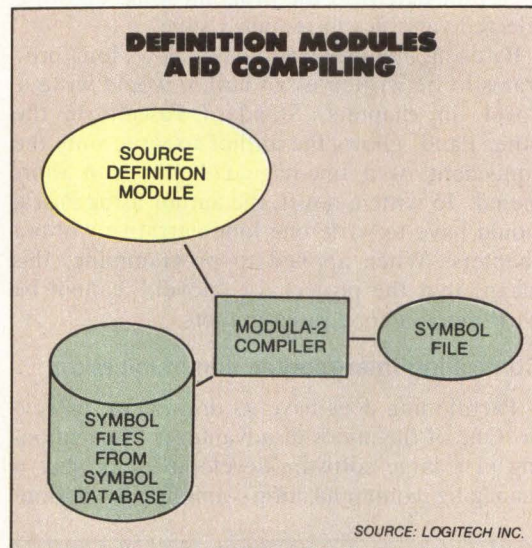 DEFINITION MODULES
AID COMPILING
SOURCE
DEFINITION
MODULE
MODULA-2
COMPILER
SYMBOL
FILE
SYMBOL
FILES
FROM
SYMBOL
DATABASE
SOURCE: LOGITECH INC.